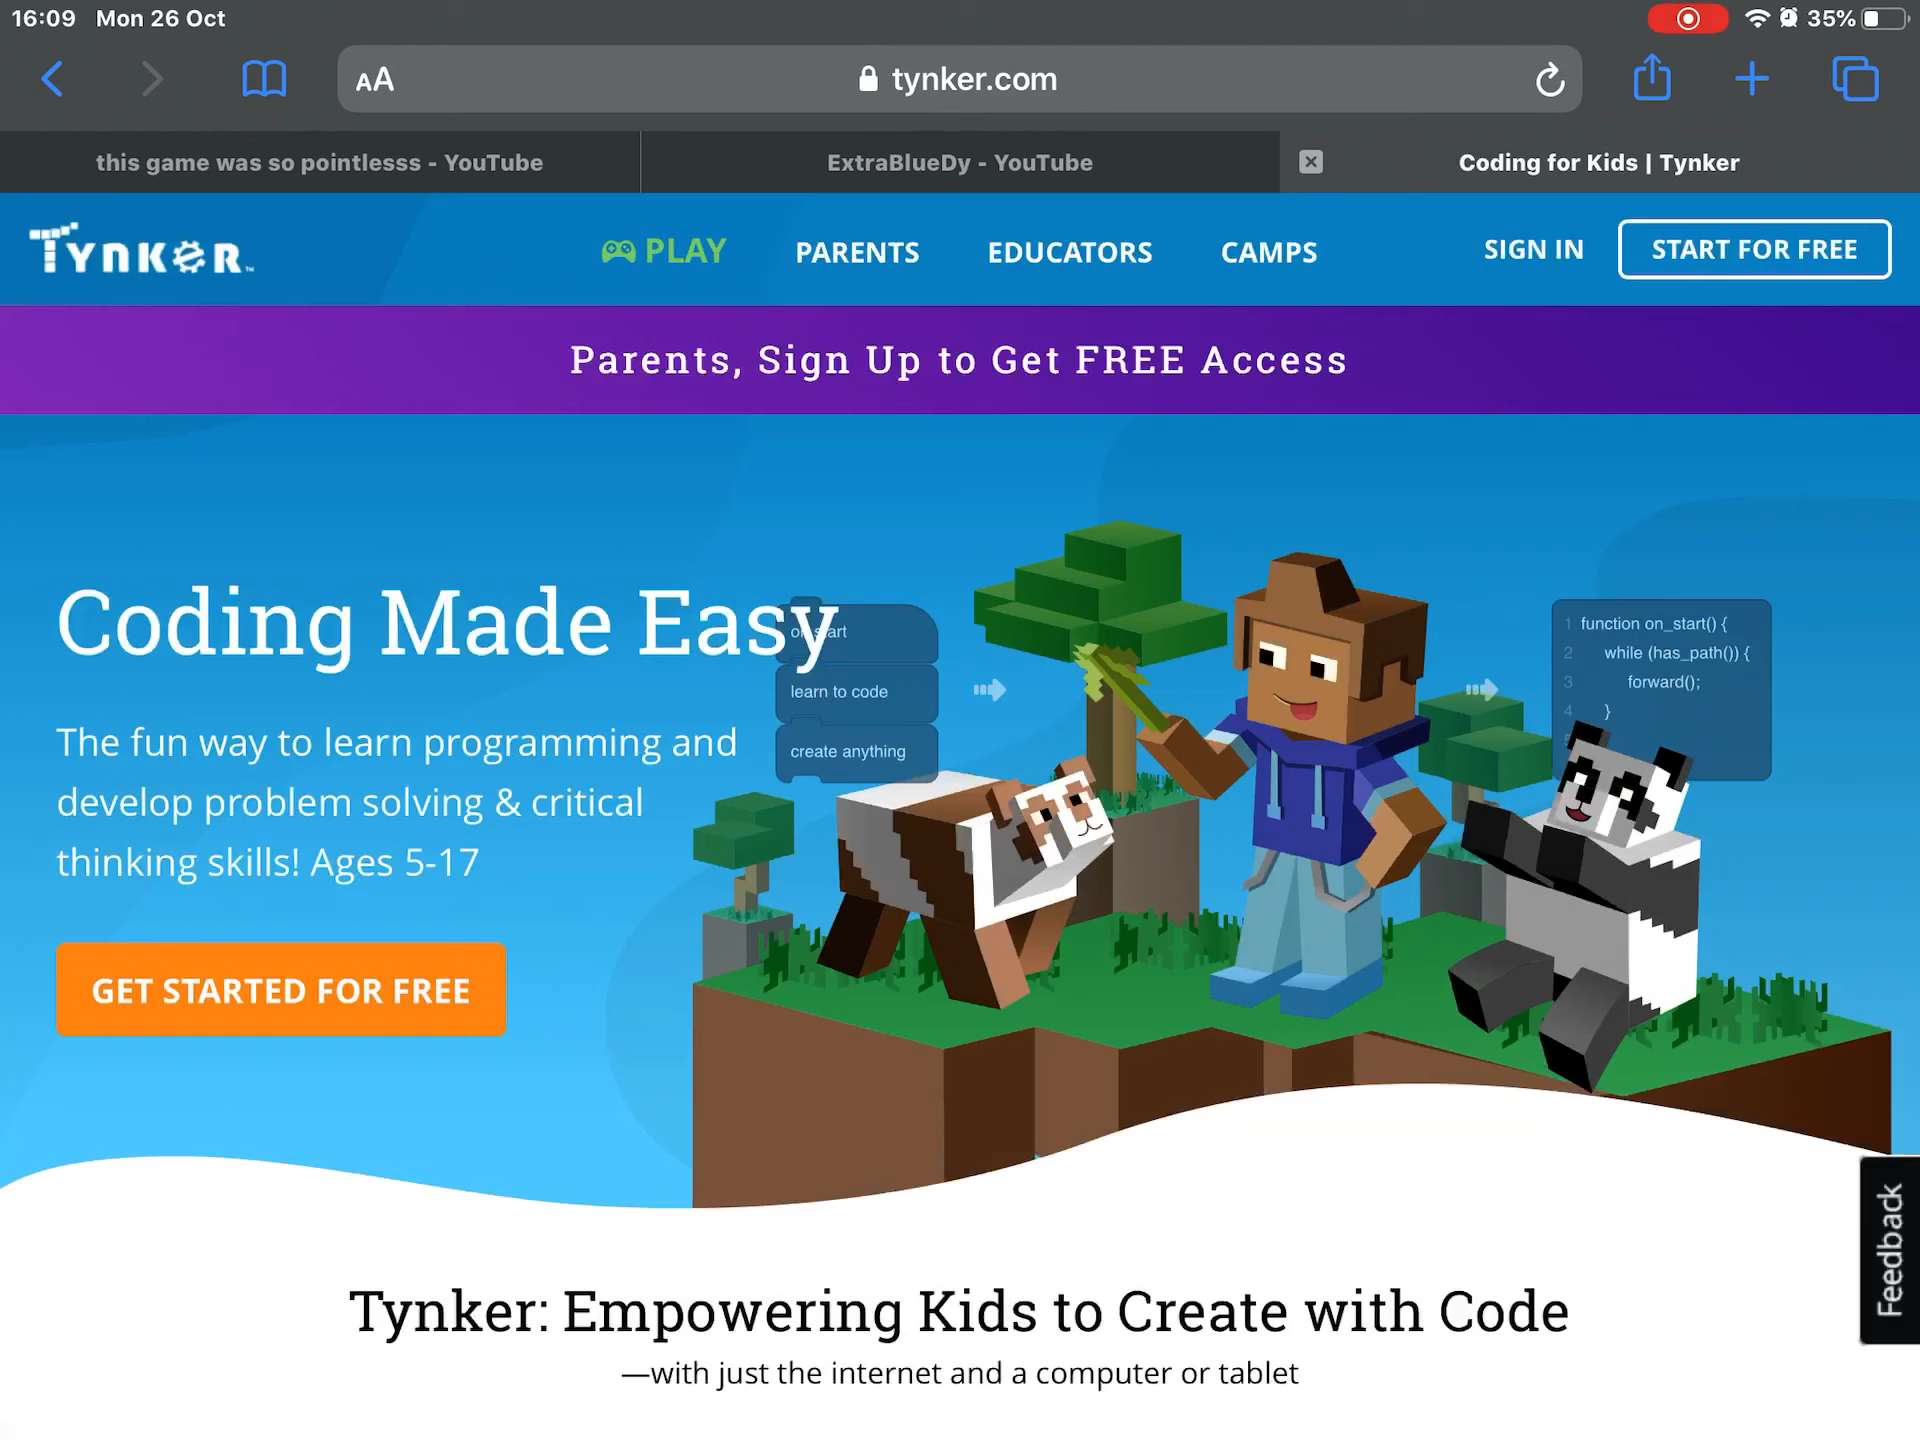 16:09 Mon 26 Oct
35%
AA
tynker.com
this game was so pointlesss - YouTube
ExtraBlueDy - YouTube
Coding for Kids | Tynker
TYNKER™
PLAY
PARENTS
EDUCATORS
CAMPS
SIGN IN
START FOR FREE
Parents, Sign Up to Get FREE Access
Coding Made Easy
The fun way to learn programming and
develop problem solving & critical
thinking skills! Ages 5-17
GET STARTED FOR FREE
on start
learn to code
create anything
1 function on_start() {
2 while (has_path()) {
3 forward();
4 }
Feedback
Tynker: Empowering Kids to Create with Code
—with just the internet and a computer or tablet